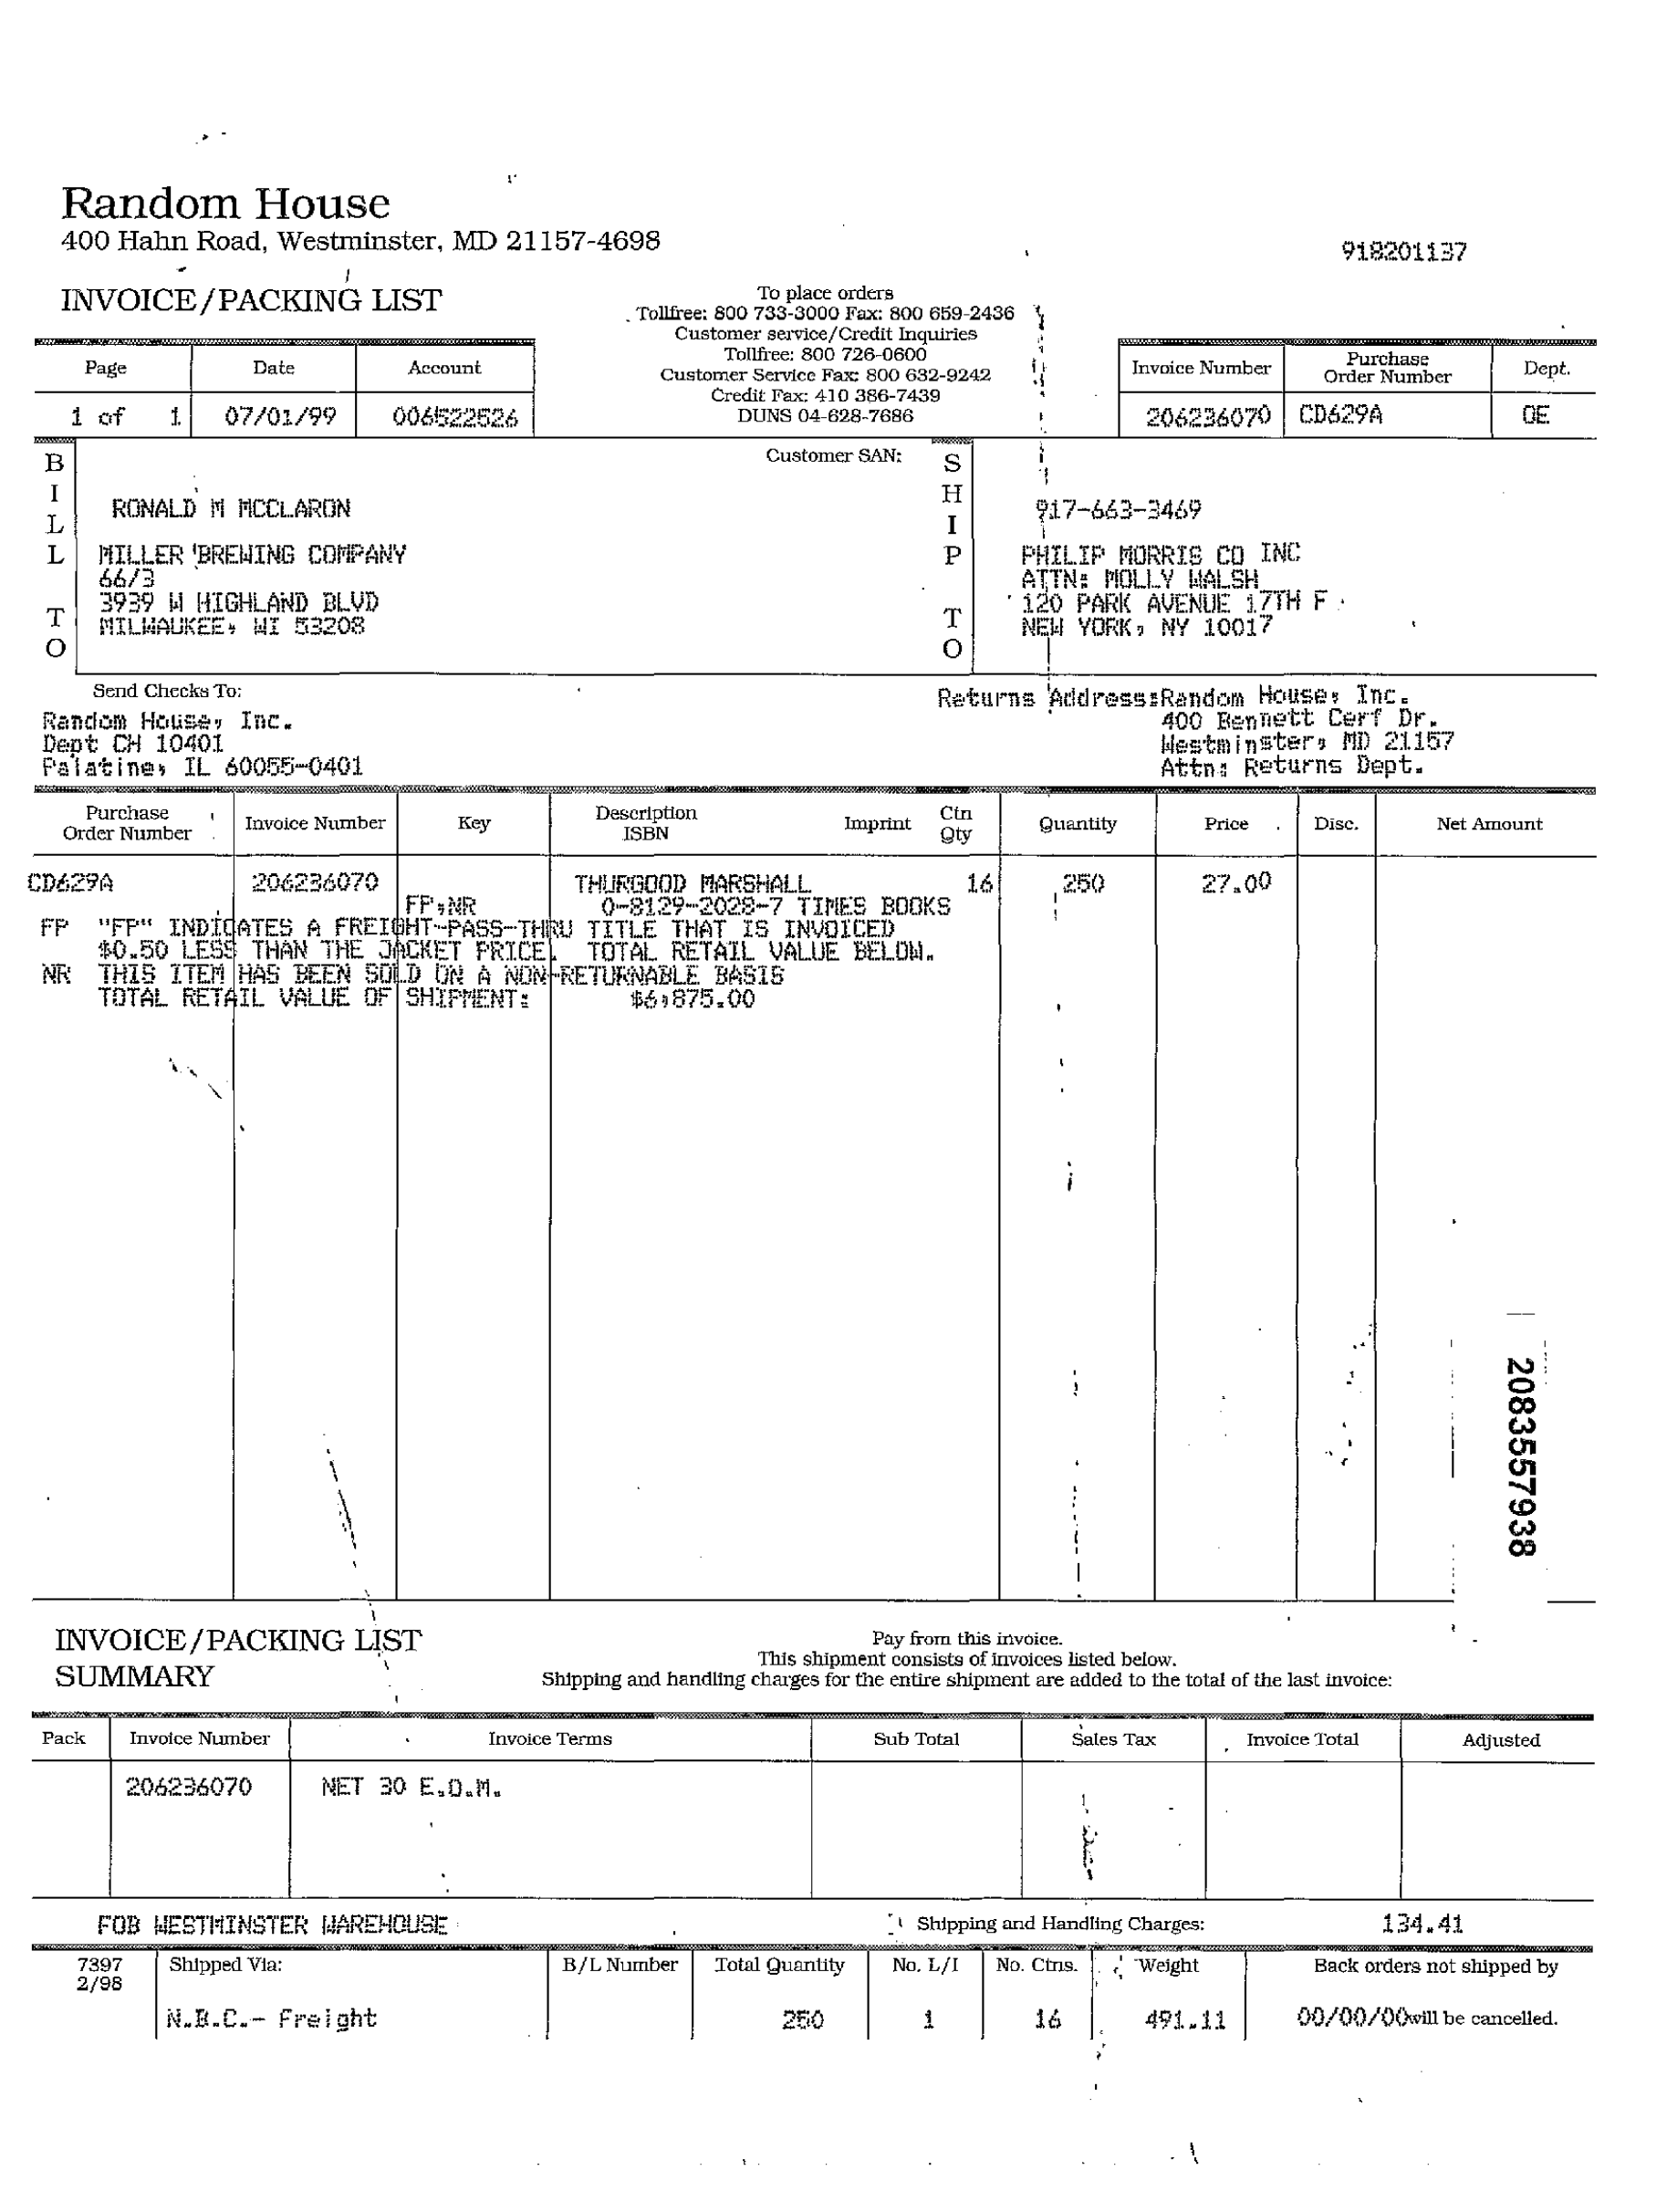 Random House
400 Hahn Road, Westminster, MD 21157-4698
918201137
INVOICE/PACKING LIST
To place orders
Tollfree: 800 733-3000 Fax: 800 659-2436
Customer service/Credit Inquiries
Tollfree: 800 726-0600
Customer Service Fax: 800 632-9242
Credit Fax: 410 386-7439
DUNS 04-628-7686
Page Date Account
1 of 1 07/01/99 006522526
Invoice Number Purchase Order Number Dept.
206236070 CD629A OE
BILL TO
RONALD M MCCLARON
MILLER BREWING COMPANY
66/3
3939 W HIGHLAND BLVD
MILWAUKEE, WI 53208
Customer SAN:
SHIP TO
917-663-3469
PHILIP MORRIS CO INC
ATTN: MOLLY WALSH
120 PARK AVENUE 17TH F
NEW YORK, NY 10017
Send Checks To:
Random House, Inc.
Dept CH 10401
Palatine, IL 60055-0401
Returns Address:Random House, Inc.
400 Bennett Cerf Dr.
Westminster, MD 21157
Attn: Returns Dept.
Purchase Order Number Invoice Number Key Description ISBN Imprint Ctn Qty Quantity Price Disc. Net Amount
CD629A 206236070 THURGOOD MARSHALL 16 250 27.00
FP,NR 0-8129-2028-7 TIMES BOOKS
FP "FP" INDICATES A FREIGHT-PASS-THRU TITLE THAT IS INVOICED
$0.50 LESS THAN THE JACKET PRICE. TOTAL RETAIL VALUE BELOW.
NR THIS ITEM HAS BEEN SOLD ON A NON-RETURNABLE BASIS
TOTAL RETAIL VALUE OF SHIPMENT: $6,875.00
2083557938
INVOICE/PACKING LIST
SUMMARY
Pay from this invoice.
This shipment consists of invoices listed below.
Shipping and handling charges for the entire shipment are added to the total of the last invoice:
Pack Invoice Number Invoice Terms Sub Total Sales Tax Invoice Total Adjusted
206236070 NET 30 E.O.M.
FOB WESTMINSTER WAREHOUSE Shipping and Handling Charges: 134.41
7397 Shipped Via: B/L Number Total Quantity No. L/I No. Ctns. Weight Back orders not shipped by
2/98
N.B.C.- Freight 250 1 16 491.11 00/00/00will be cancelled.